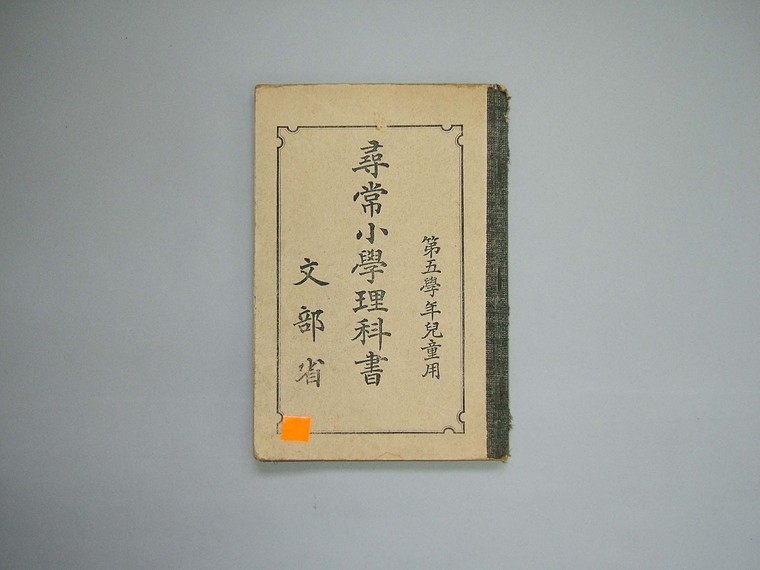 第五學年兒童用
尋常小學理科書
文部省